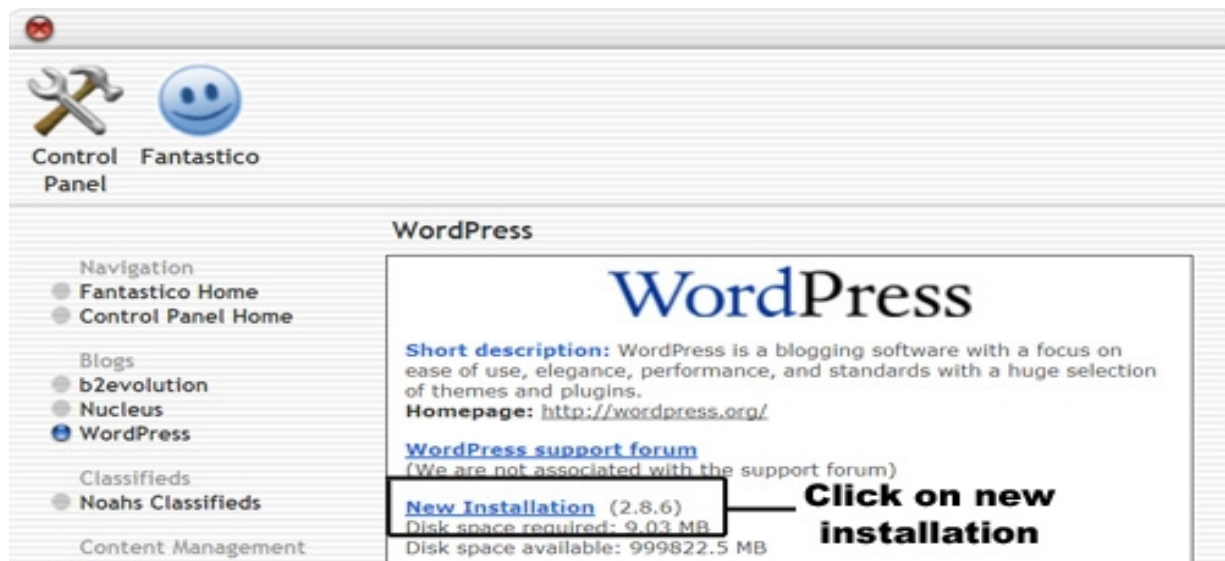 Control Panel
Fantastico
WordPress
Navigation
Fantastico Home
Control Panel Home
Blogs
b2evolution
Nucleus
WordPress
Classifieds
Noahs Classifieds
Content Management
WordPress
Short description: WordPress is a blogging software with a focus on
ease of use, elegance, performance, and standards with a huge selection
of themes and plugins.
Homepage: http://wordpress.org/
WordPress support forum
(We are not associated with the support forum)
New Installation (2.8.6)
Disk space required: 9.03 MB
Disk space available: 999822.5 MB
Click on new
installation